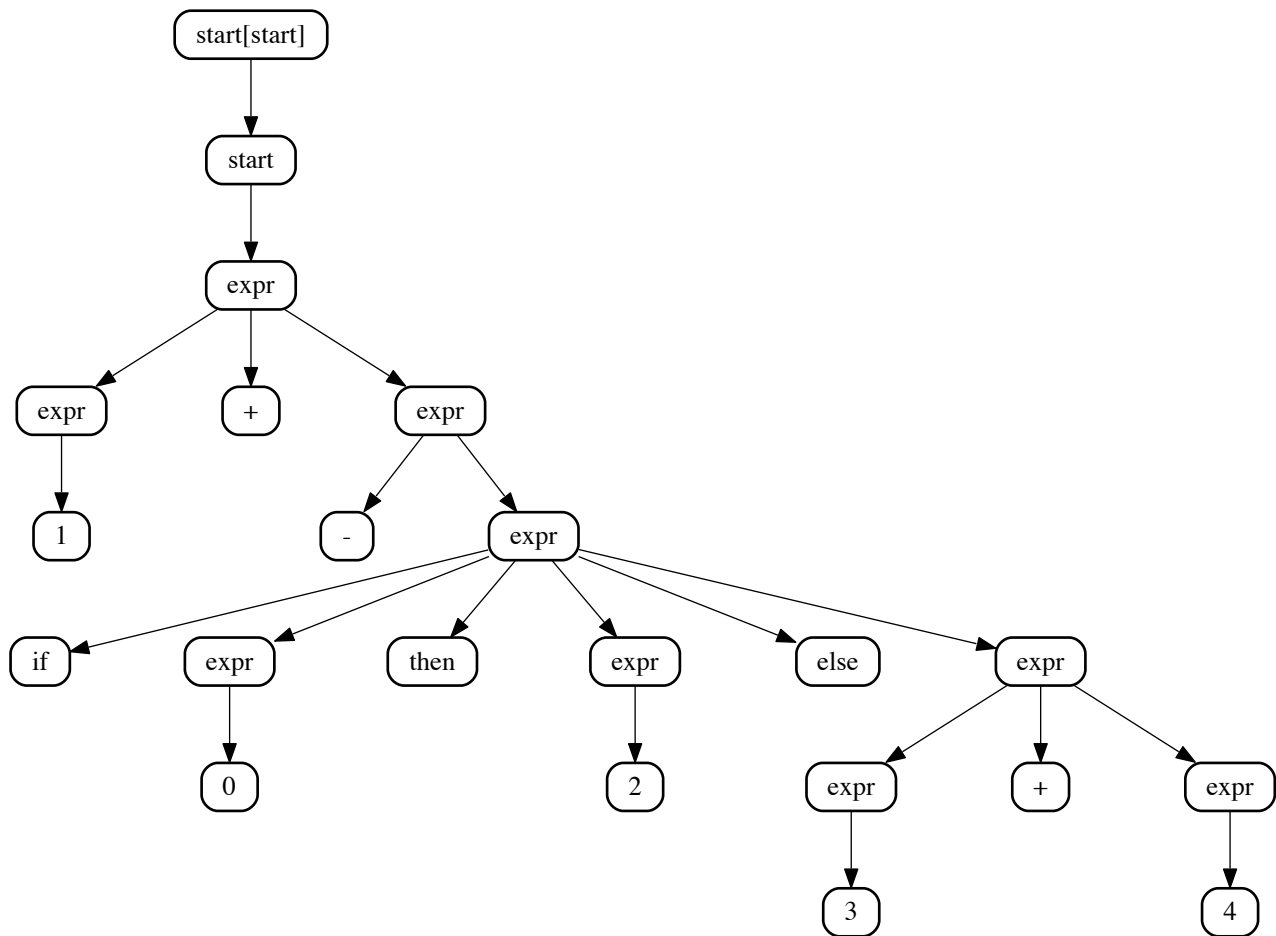 start[start]
start
expr
expr + expr
1 - expr
if expr then expr else expr
0 2 expr + expr
3 4